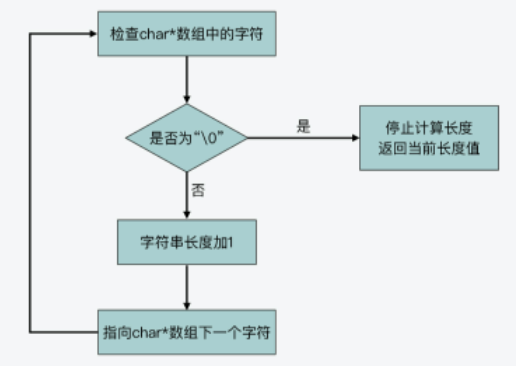 检查char*数组中的字符
是否为“\0”
是
停止计算长度
返回当前长度值
否
字符串长度加1
指向char*数组下一个字符